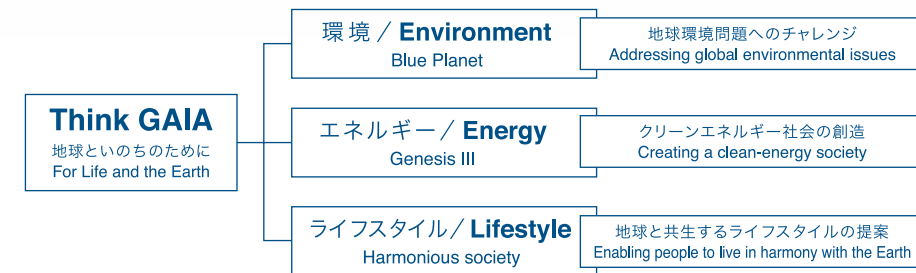 Think GAIA
地球といのちのために
For Life and the Earth
環境 / Environment
Blue Planet
地球環境問題へのチャレンジ
Addressing global environmental issues
エネルギー / Energy
Genesis III
クリーンエネルギー社会の創造
Creating a clean-energy society
ライフスタイル / Lifestyle
Harmonious society
地球と共生するライフスタイルの提案
Enabling people to live in harmony with the Earth